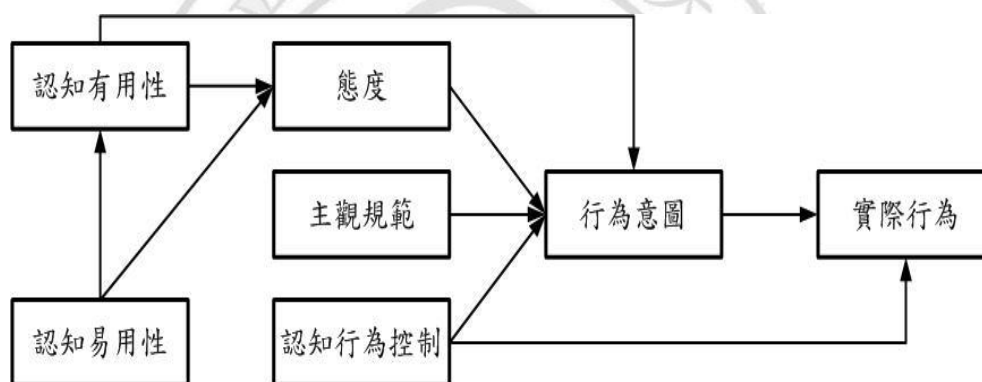 認知有用性
態度
主觀規範
行為意圖
實際行為
認知易用性
認知行為控制